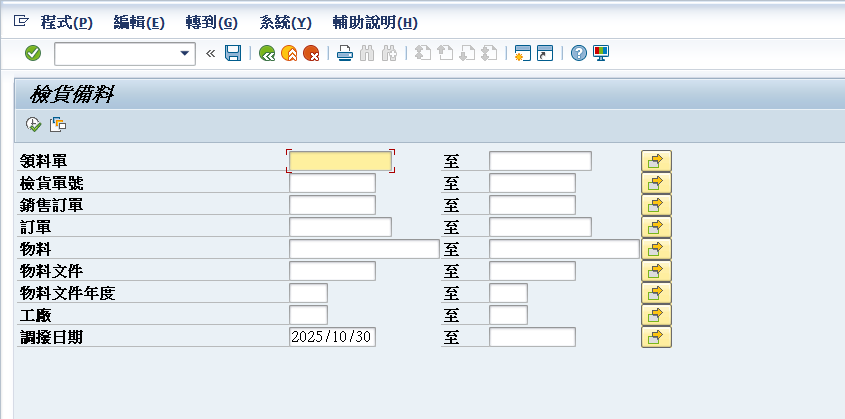 程式(P) 編輯(E) 轉到(G) 系統(Y) 輔助說明(H)
檢貨備料
領料單 至
檢貨單號 至
銷售訂單 至
訂單 至
物料 至
物料文件 至
物料文件年度 至
工廠 至
調撥日期 2025/10/30 至